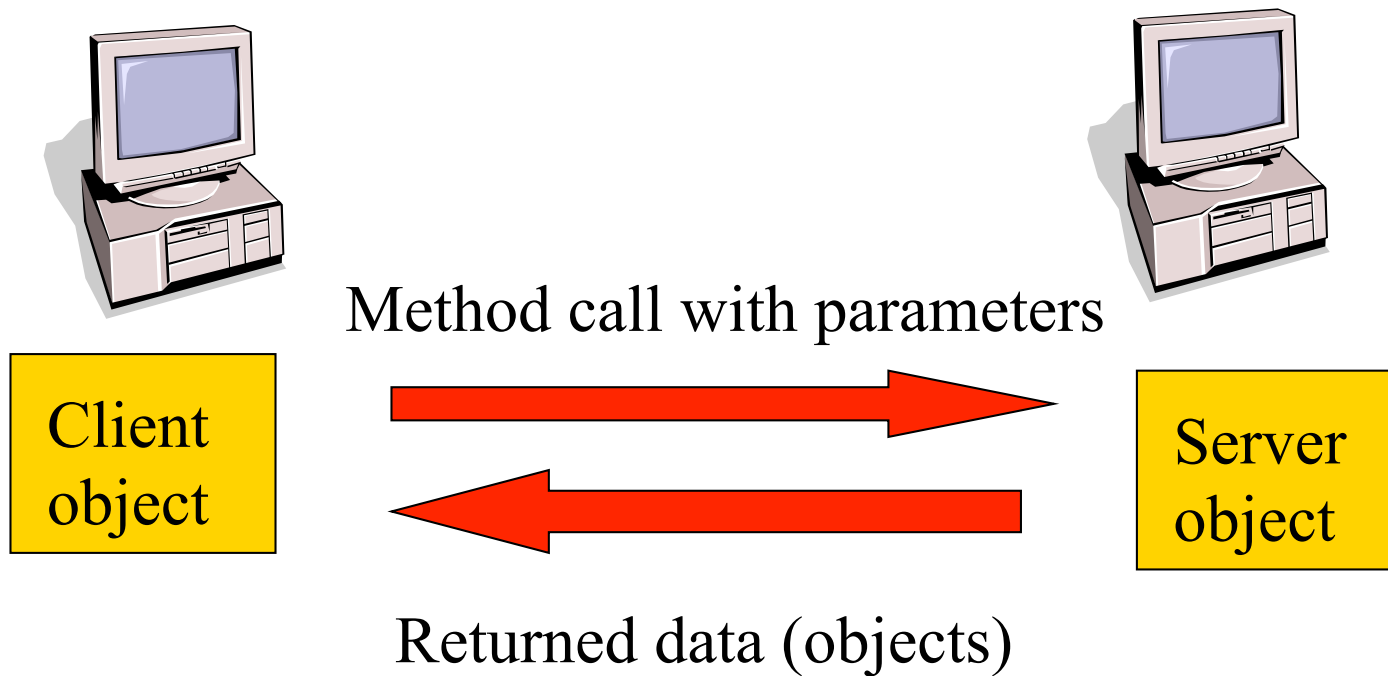 Method call with parameters
Client
object
Server
object
Returned data (objects)